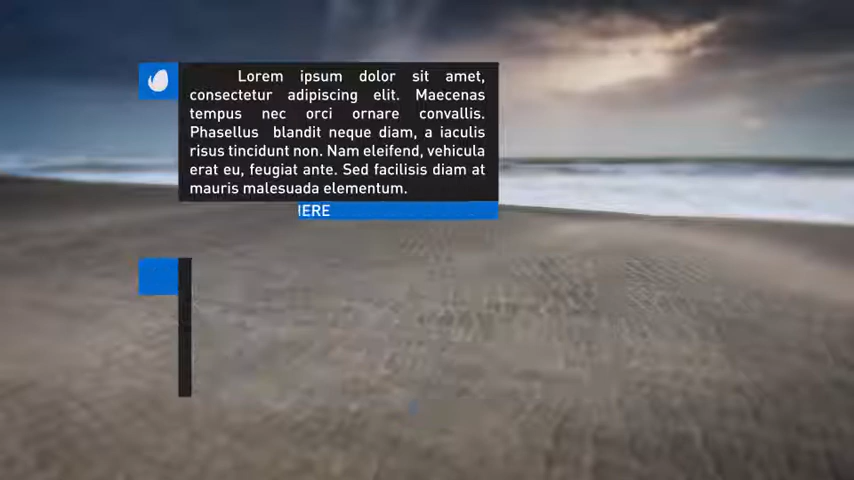 Lorem ipsum dolor sit amet,
consectetur adipiscing elit. Maecenas
tempus nec orci ornare convallis.
Phasellus blandit neque diam, a iaculis
risus tincidunt non. Nam eleifend, vehicula
erat eu, feugiat ante. Sed facilisis diam at
mauris malesuada elementum.